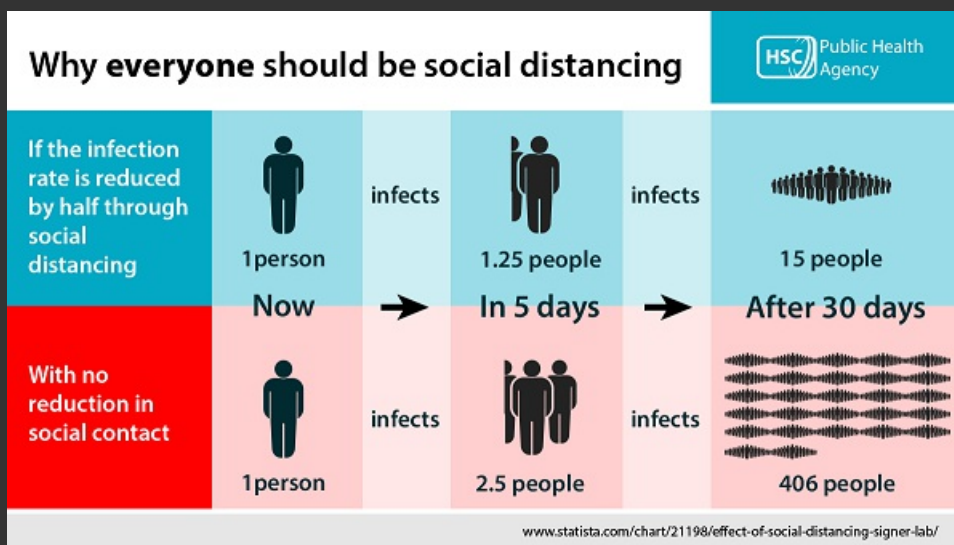 Why everyone should be social distancing
HSC Public Health
Agency
If the infection
rate is reduced
by half through
social
distancing
1person
infects
1.25 people
infects
15 people
Now
In 5 days
After 30 days
With no
reduction in
social contact
1person
infects
2.5 people
infects
406 people
www.statista.com/chart/21198/effect-of-social-distancing-signer-lab/